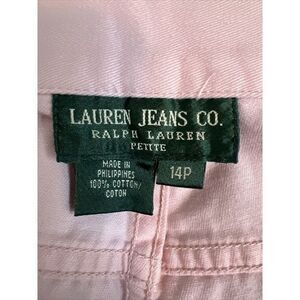 LAUREN JEANS CO.
RALPH LAUREN
PETITE
MADE IN
PHILIPPINES
100% COTTON/
COTON
14P